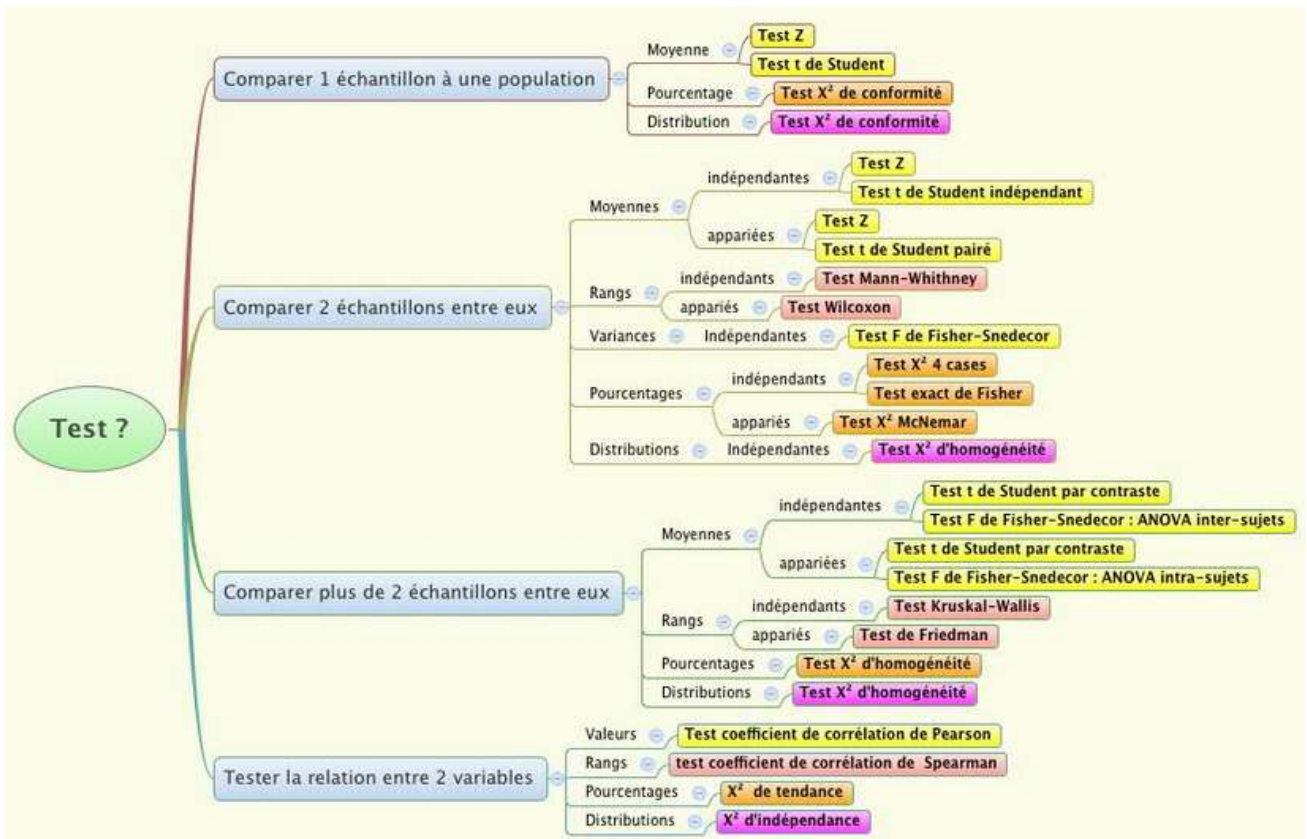 Test ?
Comparer 1 échantillon à une population
Moyenne
Test Z
Test t de Student
Pourcentage
Test X² de conformité
Distribution
Test X² de conformité
Comparer 2 échantillons entre eux
Moyennes
indépendantes
Test Z
Test t de Student indépendant
appariées
Test Z
Test t de Student pairé
Rangs
indépendants
Test Mann-Whithney
appariés
Test Wilcoxon
Variances
Indépendantes
Test F de Fisher-Snedecor
Pourcentages
indépendants
Test X² 4 cases
Test exact de Fisher
appariés
Test X² McNemar
Distributions
Indépendantes
Test X² d'homogénéité
Comparer plus de 2 échantillons entre eux
Moyennes
indépendantes
Test t de Student par contraste
Test F de Fisher-Snedecor : ANOVA inter-sujets
appariées
Test t de Student par contraste
Test F de Fisher-Snedecor : ANOVA intra-sujets
Rangs
indépendants
Test Kruskal-Wallis
appariés
Test de Friedman
Pourcentages
Test X² d'homogénéité
Distributions
Test X² d'homogénéité
Tester la relation entre 2 variables
Valeurs
Test coefficient de corrélation de Pearson
Rangs
test coefficient de corrélation de Spearman
Pourcentages
X² de tendance
Distributions
X² d'indépendance